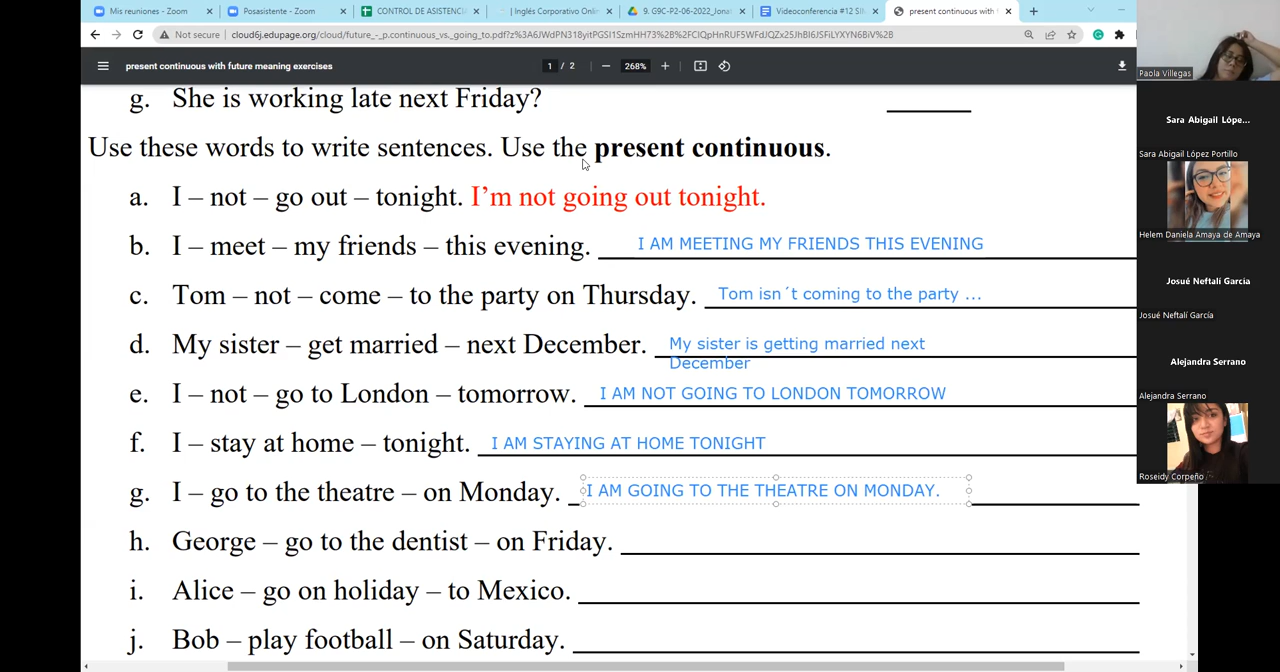 Mis reuniones - Zoom
Posasistente - Zoom
CONTROL DE ASISTENCIA
| Inglés Corporativo Onlin
9. G9C-P2-06-2022_Jonat
Videoconferencia #12 SIN
present continuous with f
Not secure | cloud6j.edupage.org/cloud/future_-_p.continuous_vs._going_to.pdf
present continuous with future meaning exercises
1 / 2
268%
g. She is working late next Friday?
Use these words to write sentences. Use the present continuous.
a. I – not – go out – tonight. I'm not going out tonight.
b. I – meet – my friends – this evening. I AM MEETING MY FRIENDS THIS EVENING
c. Tom – not – come – to the party on Thursday. Tom isn´t coming to the party ...
d. My sister – get married – next December. My sister is getting married next
December
e. I – not – go to London – tomorrow. I AM NOT GOING TO LONDON TOMORROW
f. I – stay at home – tonight. I AM STAYING AT HOME TONIGHT
g. I – go to the theatre – on Monday. I AM GOING TO THE THEATRE ON MONDAY.
h. George – go to the dentist – on Friday.
i. Alice – go on holiday – to Mexico.
j. Bob – play football – on Saturday.
Paola Villegas
Sara Abigail Lópe...
Sara Abigail López Portillo
Helem Daniela Amaya de Amaya
Josué Neftalí García
Josué Neftalí García
Alejandra Serrano
Alejandra Serrano
Roseidy Corpeño